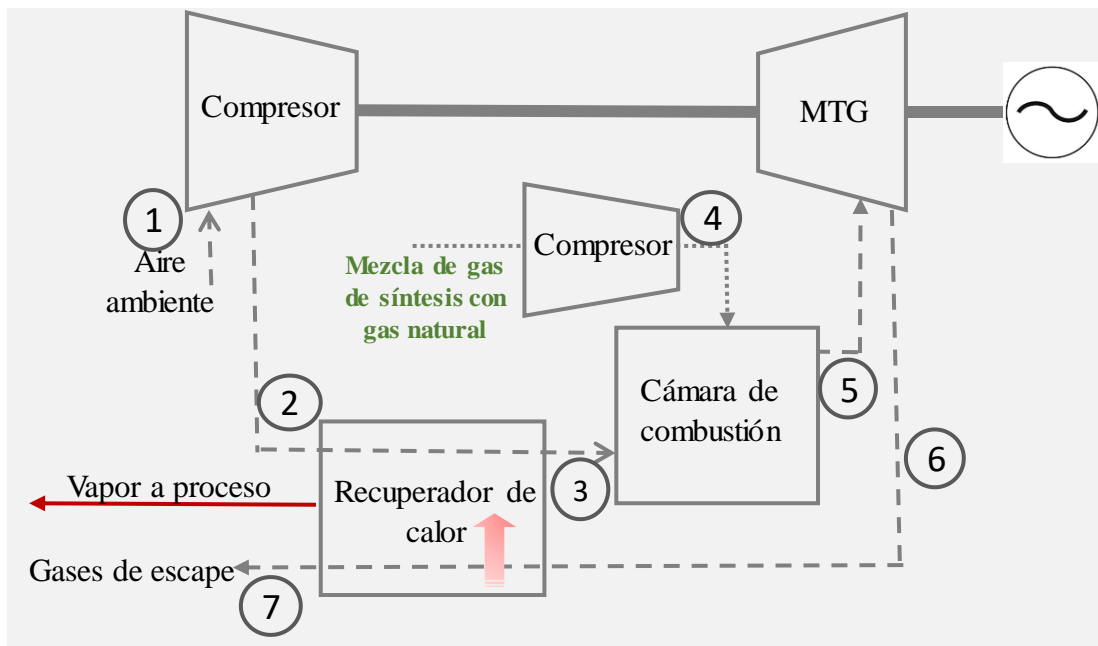 Compresor
MTG
1
Aire
ambiente
4
Compresor
Mezcla de gas
de síntesis con
gas natural
2
Cámara de
combustión
5
3
6
Vapor a proceso
Recuperador de
calor
Gases de escape
7